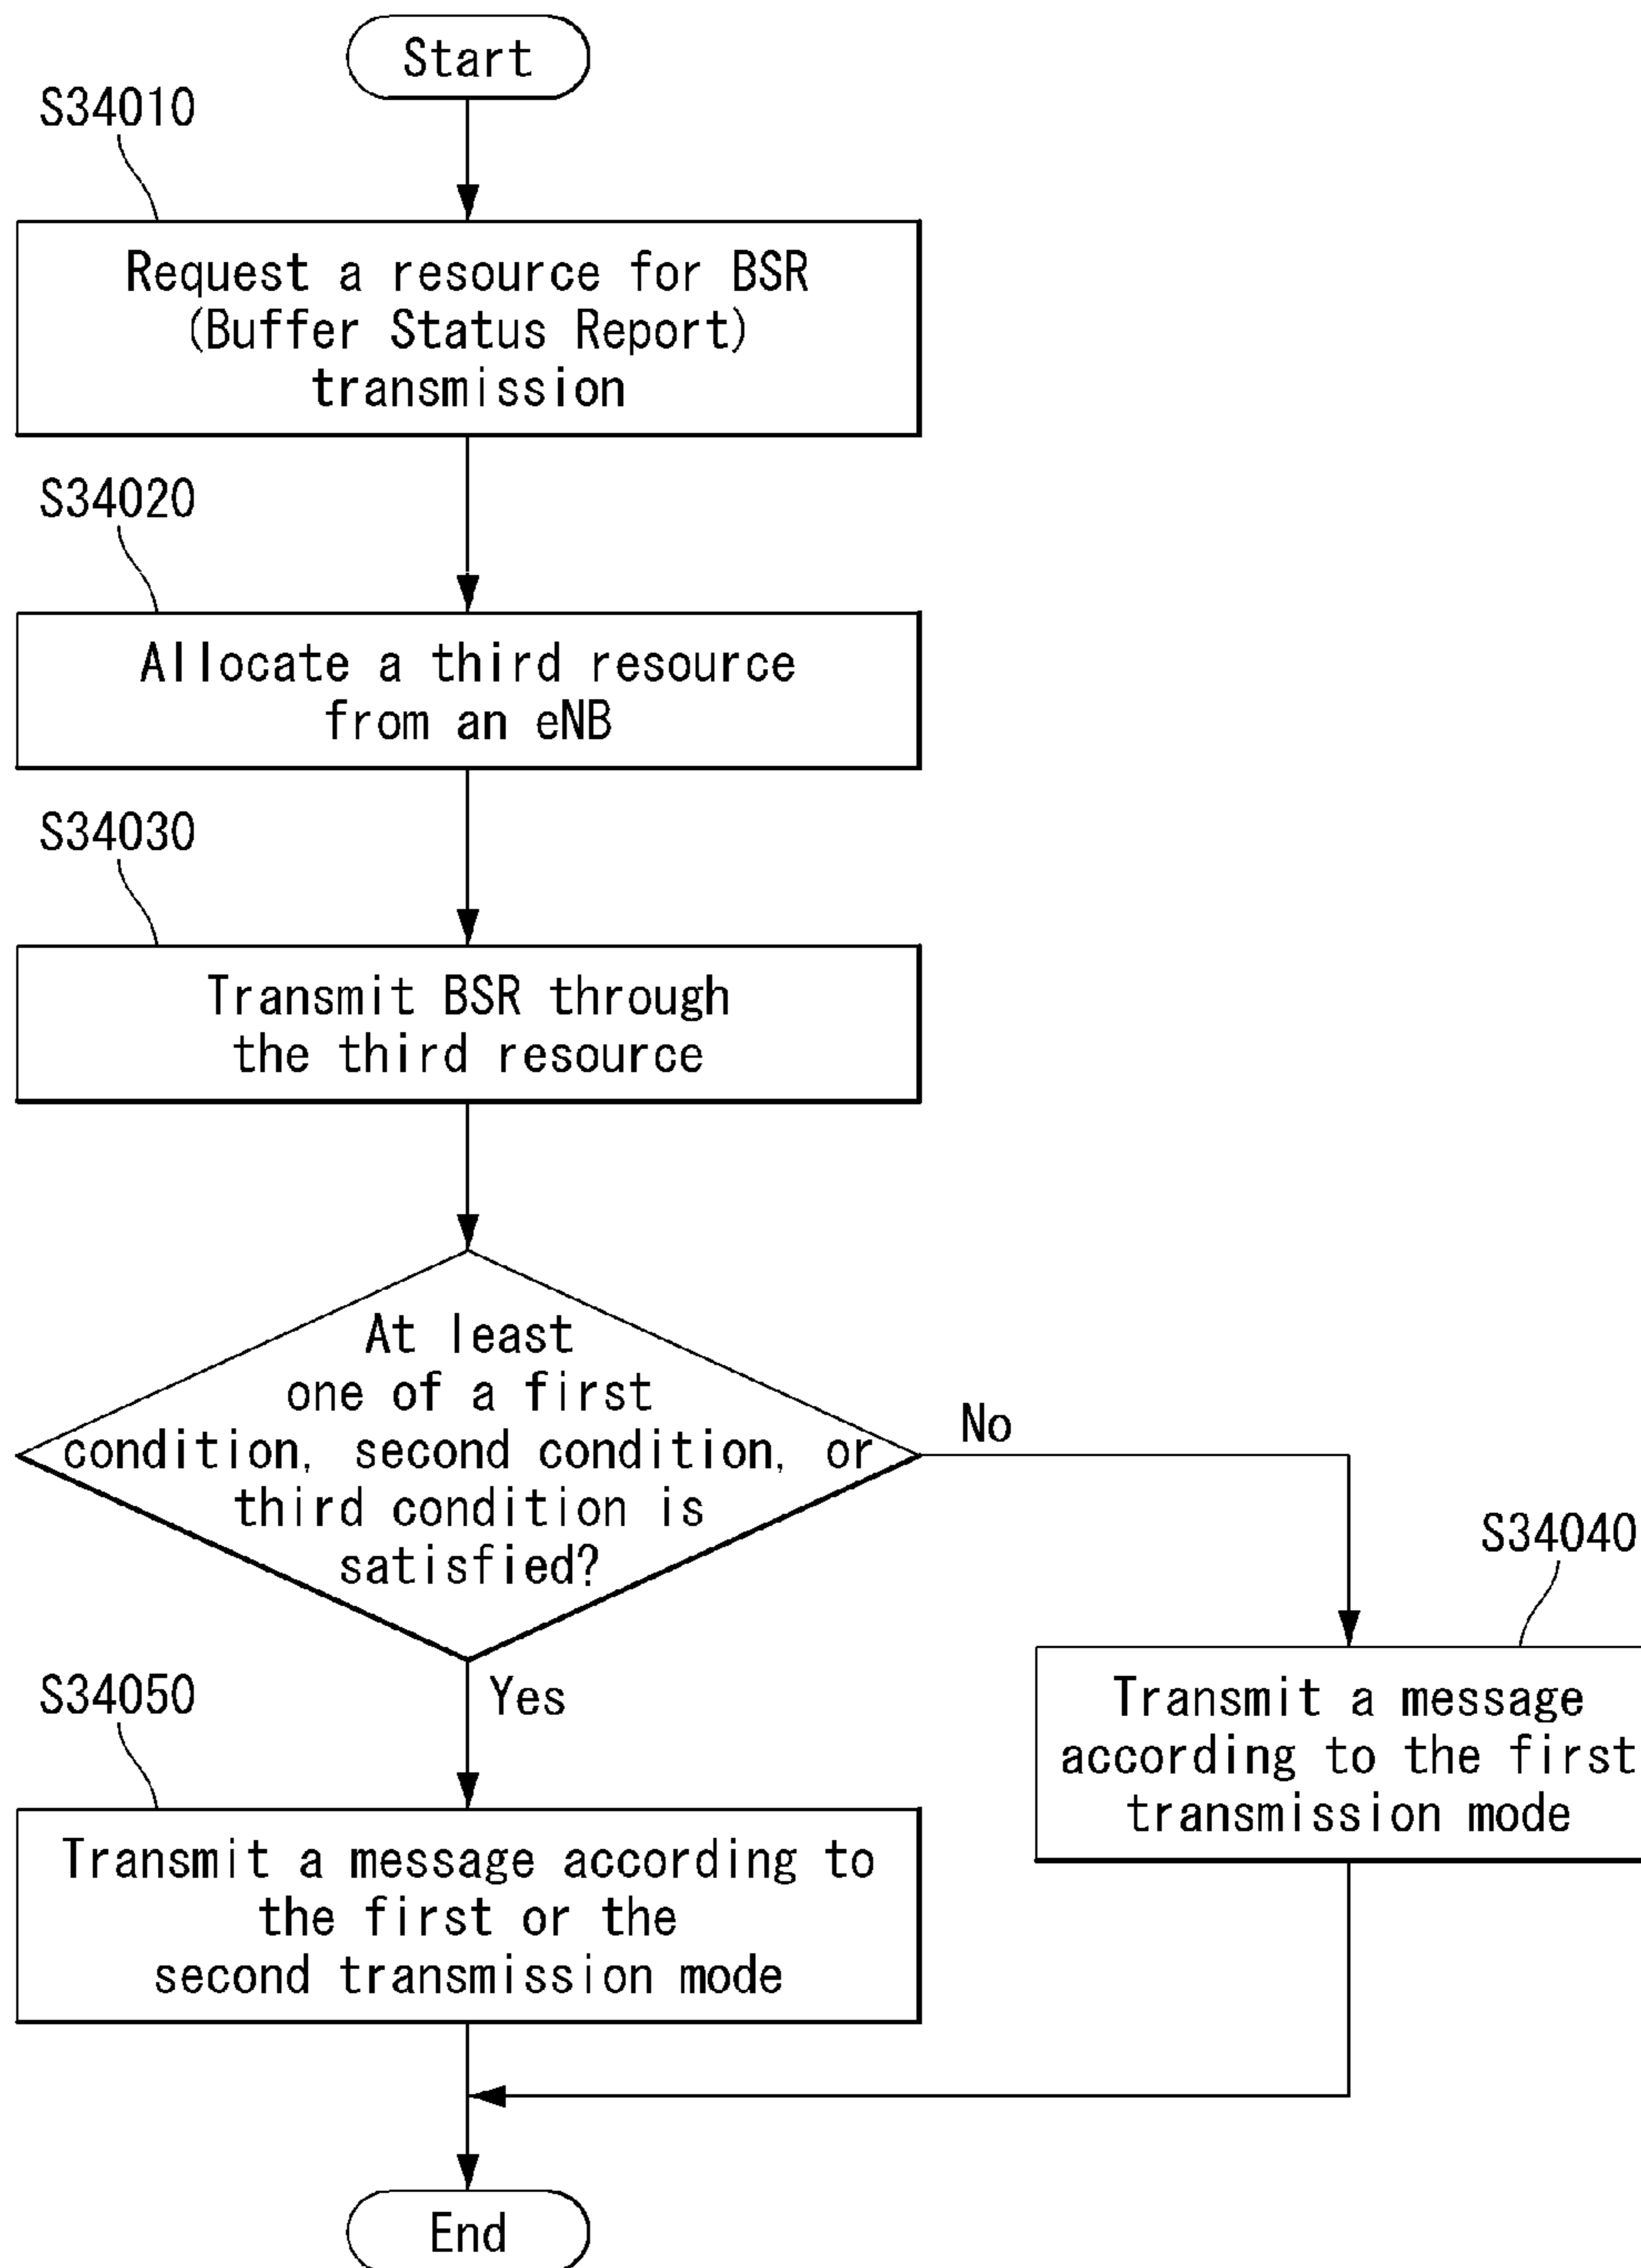 Start
S34010
Request a resource for BSR
(Buffer Status Report)
transmission
S34020
Allocate a third resource
from an eNB
S34030
Transmit BSR through
the third resource
At least
one of a first
condition, second condition, or
third condition is
satisfied?
No
S34040
Transmit a message
according to the first
transmission mode
Yes
S34050
Transmit a message according to
the first or the
second transmission mode
End